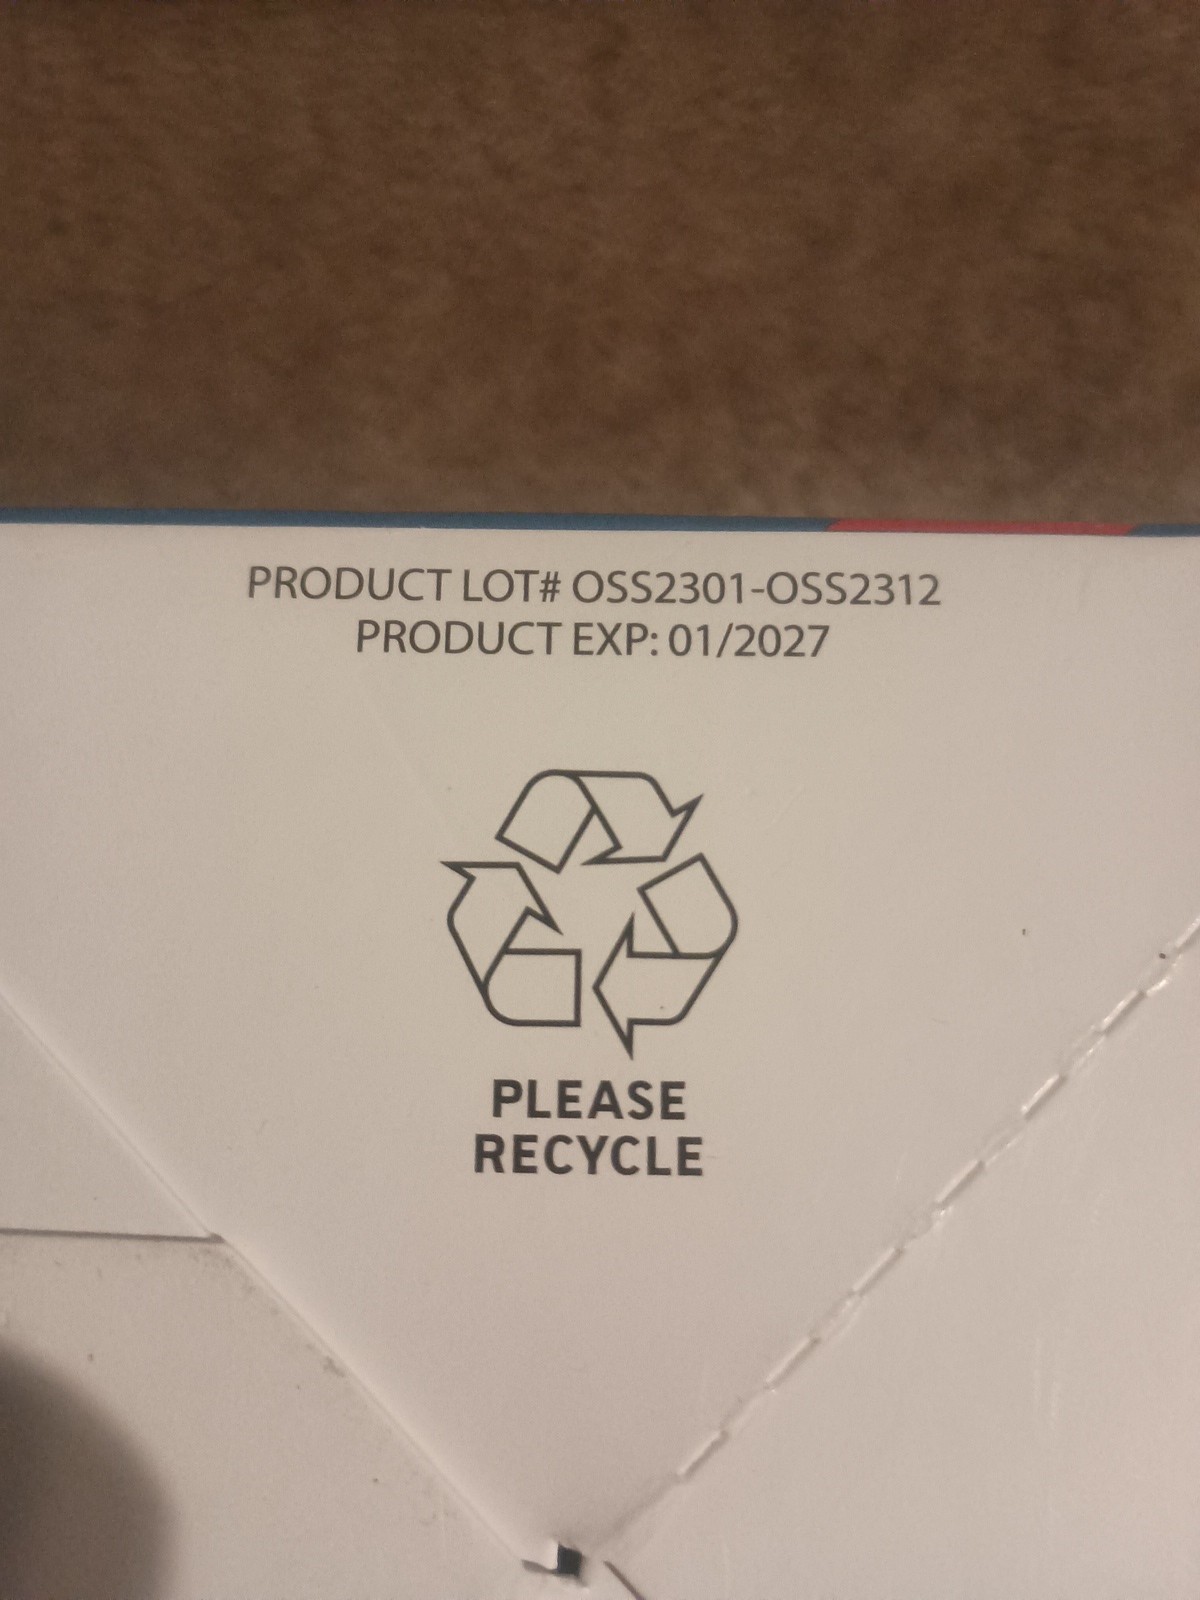 PRODUCT LOT# OSS2301-OSS2312
PRODUCT EXP: 01/2027
PLEASE
RECYCLE